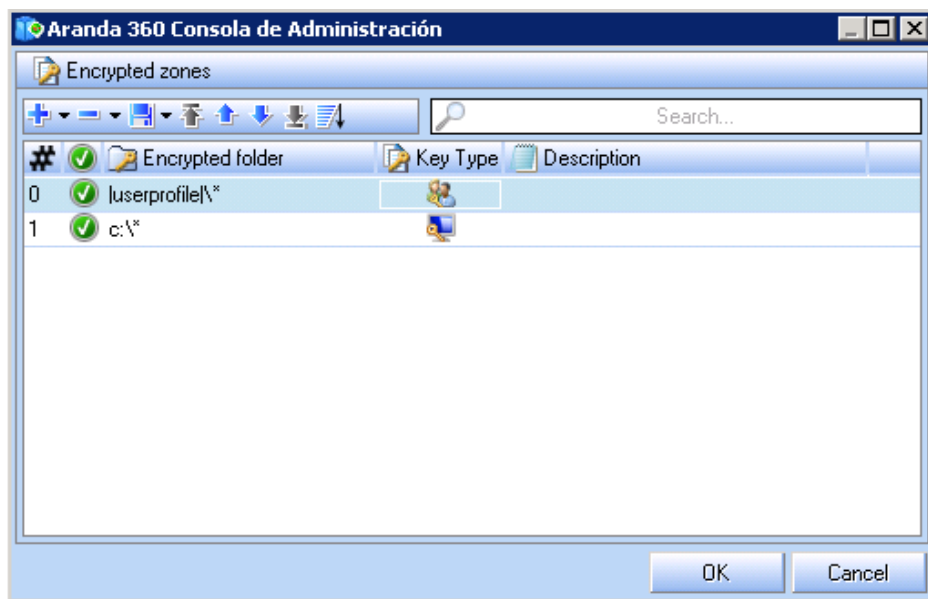 Aranda 360 Consola de Administración
Encrypted zones
Search...
# Encrypted folder Key Type Description
0 |userprofile|\*
1 c:\*
OK Cancel